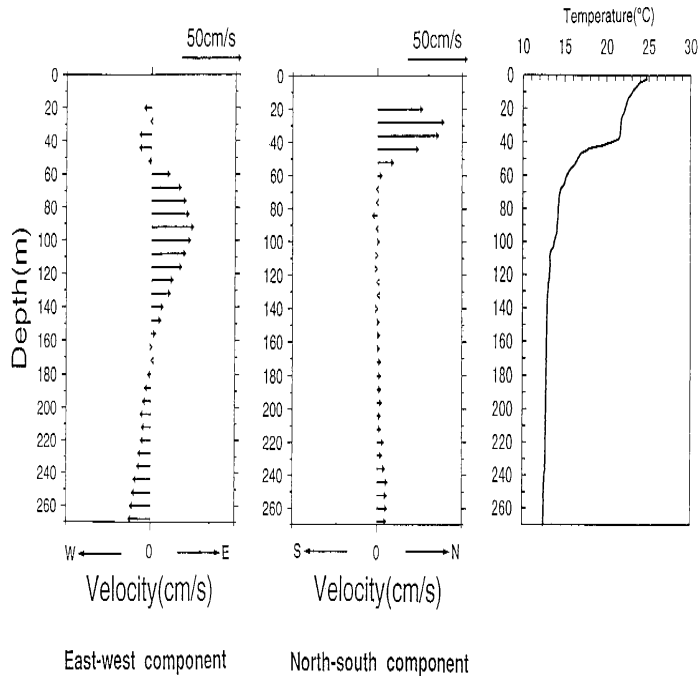 Temperature(°C)
50cm/s 50cm/s 10 15 20 25 30
0 0 0
20 20 20
40 40 40
60 60 60
80 80 80
100 100 100
120 120 120
140 140 140
160 160 160
180 180 180
200 200 200
220 220 220
240 240 240
260 260 260
Depth(m)
W 0 E S 0 N
Velocity(cm/s) Velocity(cm/s)
East-west component North-south component